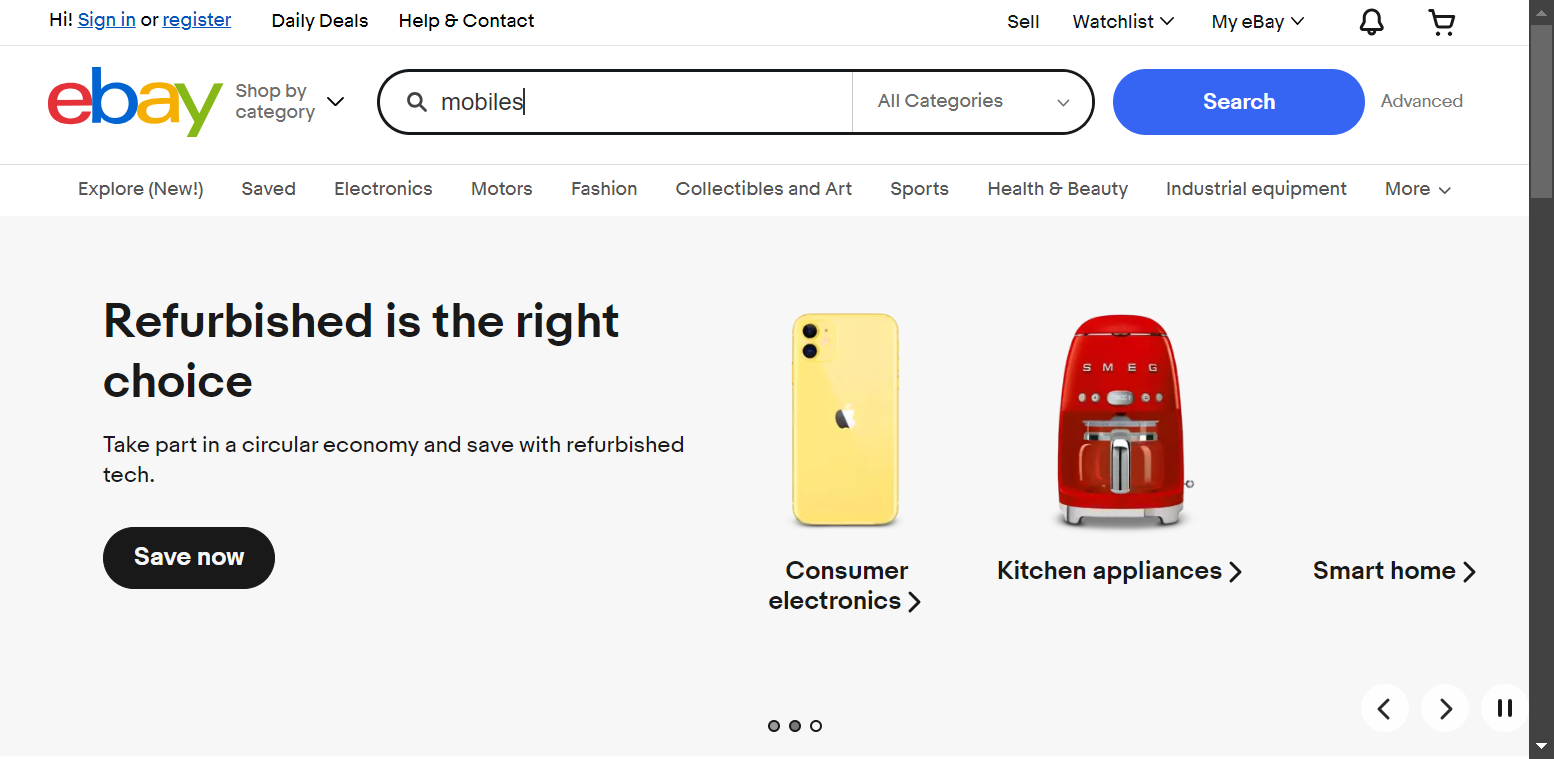 Hi! Sign in or register Daily Deals Help & Contact Sell Watchlist My eBay
ebay
Shop by
category
mobiles
All Categories
Search
Advanced
Explore (New!) Saved Electronics Motors Fashion Collectibles and Art Sports Health & Beauty Industrial equipment More
Refurbished is the right
choice
Take part in a circular economy and save with refurbished
tech.
Save now
SMEG
Consumer
electronics
Kitchen appliances
Smart home